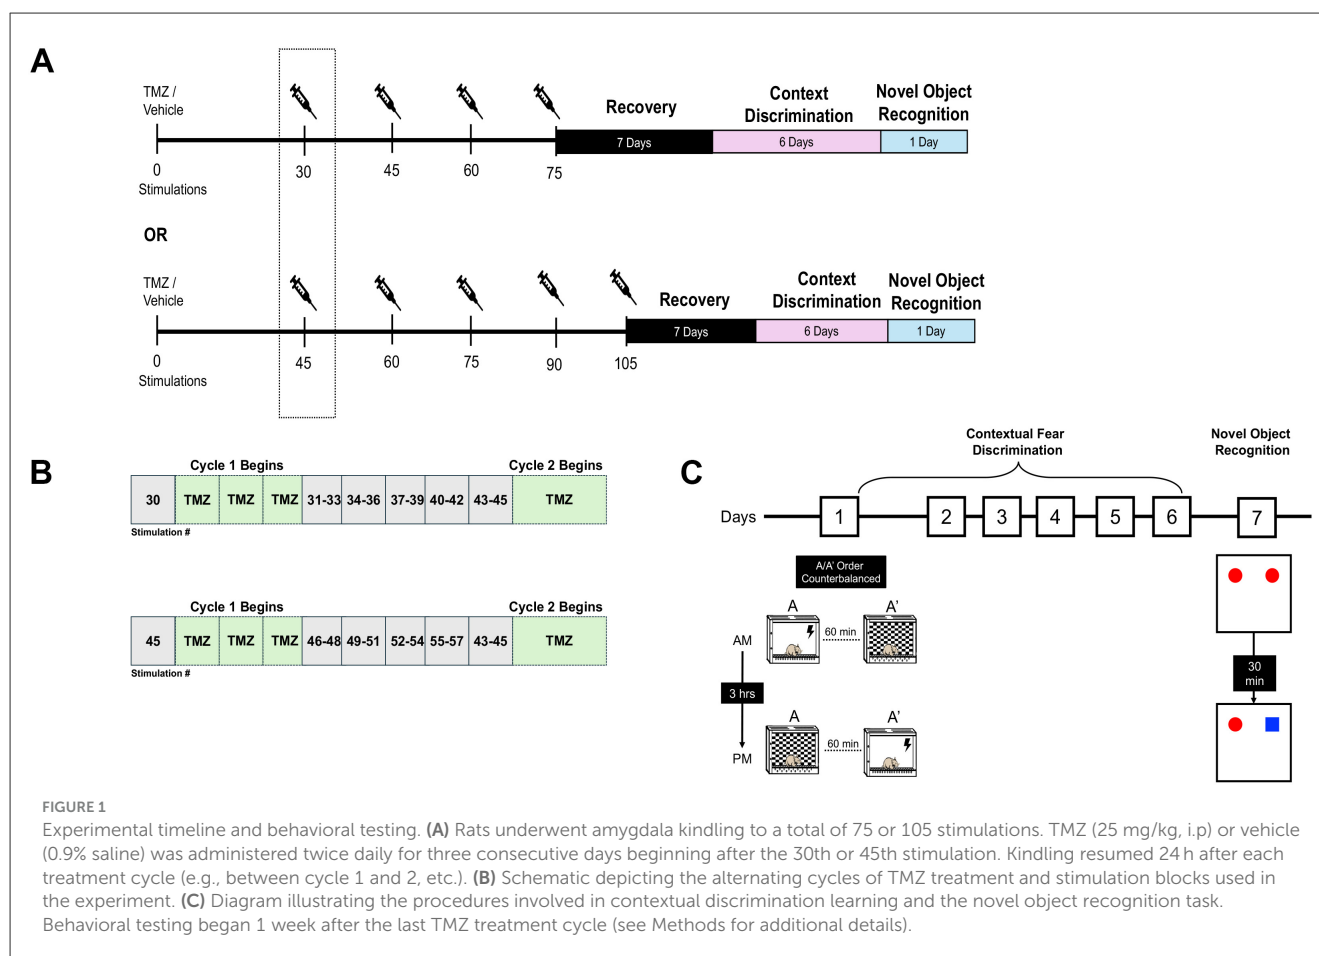 A
TMZ /
Vehicle
Recovery
Context
Discrimination
Novel Object
Recognition
7 Days
6 Days
1 Day
0
30
45
60
75
Stimulations
OR
TMZ /
Vehicle
Recovery
Context
Discrimination
Novel Object
Recognition
7 Days
6 Days
1 Day
0
45
60
75
90
105
Stimulations
B
Cycle 1 Begins
Cycle 2 Begins
30 TMZ TMZ TMZ 31-33 34-36 37-39 40-42 43-45 TMZ
Stimulation #
Cycle 1 Begins
Cycle 2 Begins
45 TMZ TMZ TMZ 46-48 49-51 52-54 55-57 43-45 TMZ
Stimulation #
C
Contextual Fear
Discrimination
Novel Object
Recognition
Days 1 2 3 4 5 6 7
A/A' Order
Counterbalanced
A
A'
AM
60 min
3 hrs
30
min
A
A'
60 min
PM
FIGURE 1
Experimental timeline and behavioral testing. (A) Rats underwent amygdala kindling to a total of 75 or 105 stimulations. TMZ (25 mg/kg, i.p) or vehicle
(0.9% saline) was administered twice daily for three consecutive days beginning after the 30th or 45th stimulation. Kindling resumed 24 h after each
treatment cycle (e.g., between cycle 1 and 2, etc.). (B) Schematic depicting the alternating cycles of TMZ treatment and stimulation blocks used in
the experiment. (C) Diagram illustrating the procedures involved in contextual discrimination learning and the novel object recognition task.
Behavioral testing began 1 week after the last TMZ treatment cycle (see Methods for additional details).